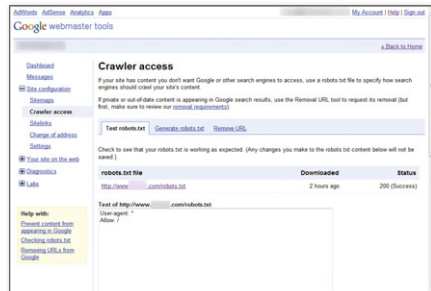 AdWords AdSense Analytics Apps
My Account | Help | Sign out
Google webmaster tools
« Back to Home
Dashboard
Messages
Site configuration
Sitemaps
Crawler access
Sitelinks
Change of address
Settings
Your site on the web
Diagnostics
Labs
Help with:
Prevent content from
appearing in Google
Checking robots.txt
Removing URLs from
Google
Crawler access
If your site has content you don't want Google or other search engines to access, use a robots.txt file to specify how search
engines should crawl your site's content.
If private or out-of-date content is appearing in Google search results, use the Removal URL tool to request its removal (but
first, make sure to review our removal requirements)
Test robots.txt Generate robots.txt Remove URL
Check to see that your robots.txt is working as expected. (Any changes you make to the robots.txt content below will not be
saved.)
robots.txt file Downloaded Status
http://www. .com/robots.txt 2 hours ago 200 (Success)
Text of http://www. .com/robots.txt
User-agent: *
Allow: /